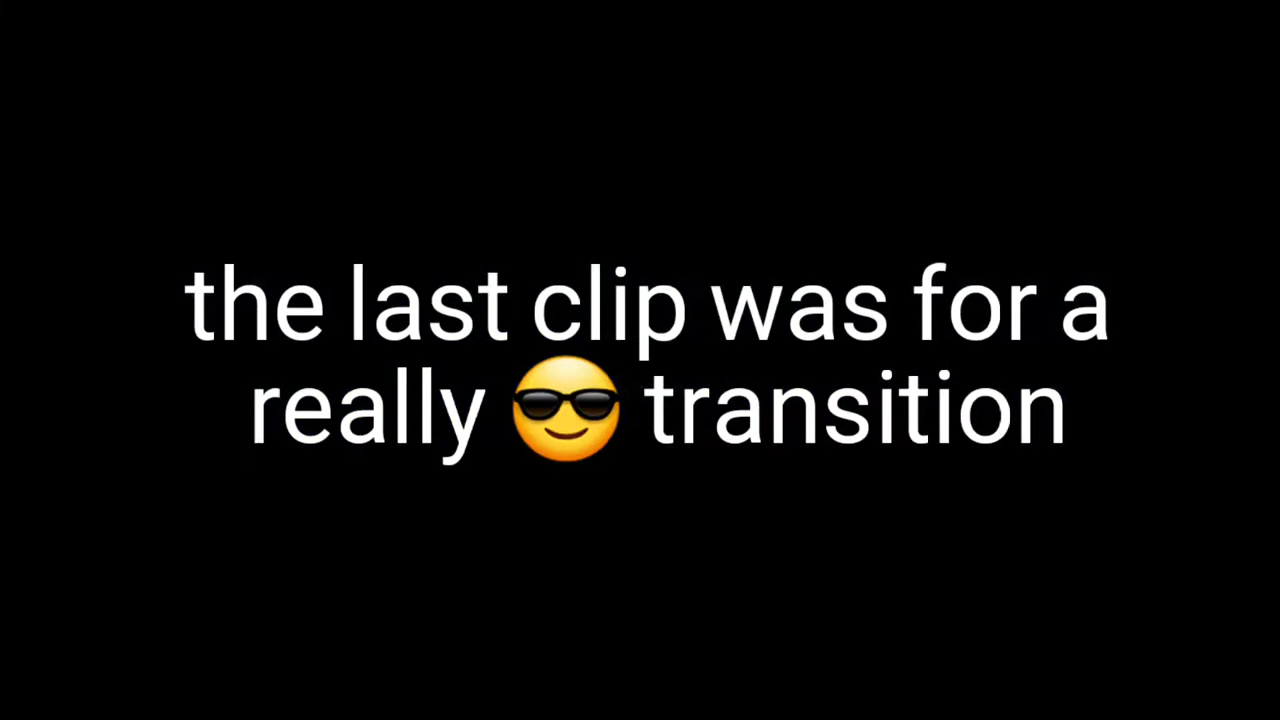 the last clip was for a
really 😎 transition